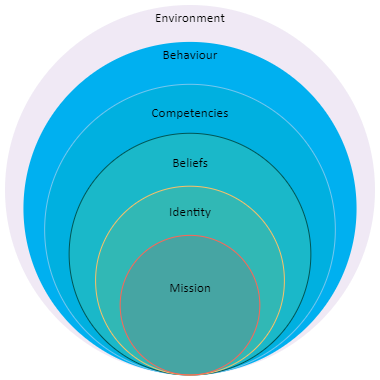 Environment
Behaviour
Competencies
Beliefs
Identity
Mission